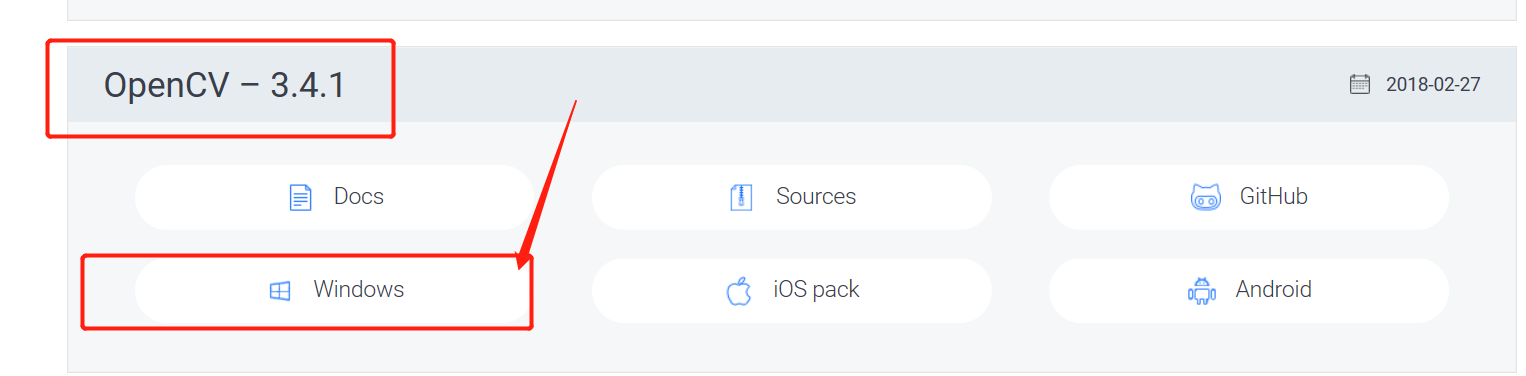 OpenCV – 3.4.1
2018-02-27
Docs
Sources
GitHub
Windows
iOS pack
Android